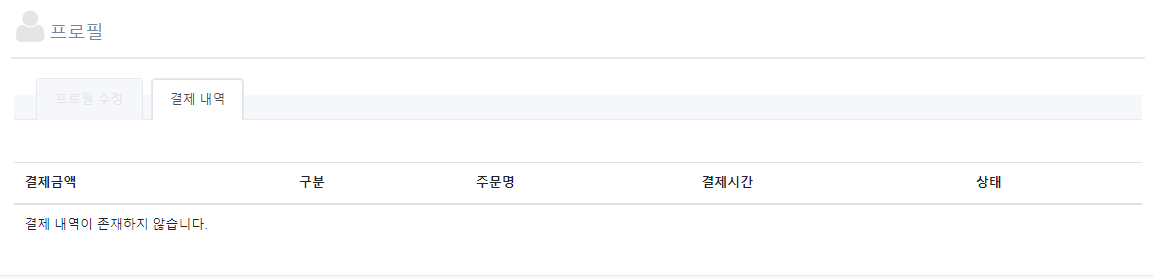 프로필
프로필 수정 결제 내역
결제금액 구분 주문명 결제시간 상태
결제 내역이 존재하지 않습니다.